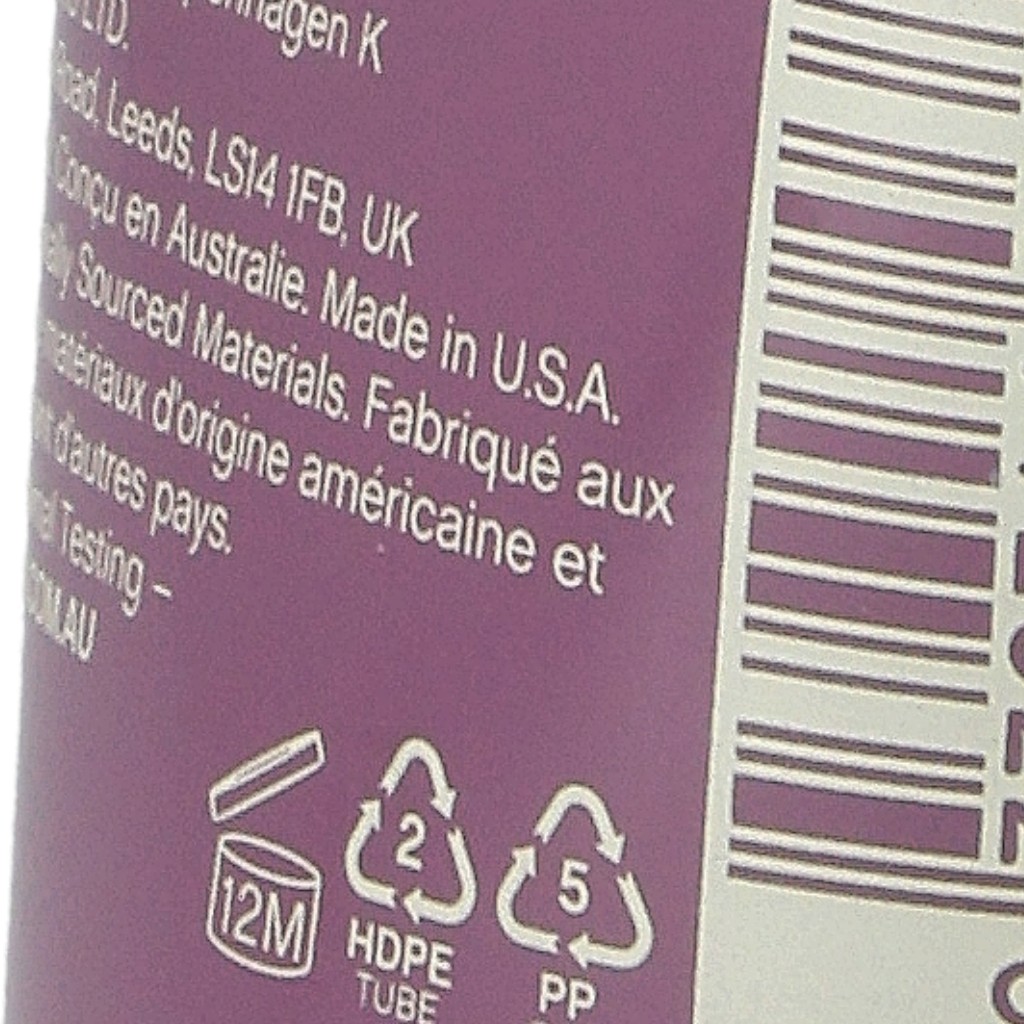 penhagen K
LTD.
Road, Leeds, LS14 1FB, UK
Conçu en Australie. Made in U.S.A.
Sourced Materials. Fabriqué aux
matériaux d'origine américaine et
d'autres pays.
Testing –
COM.AU
12M
2
HDPE
TUBE
5
PP